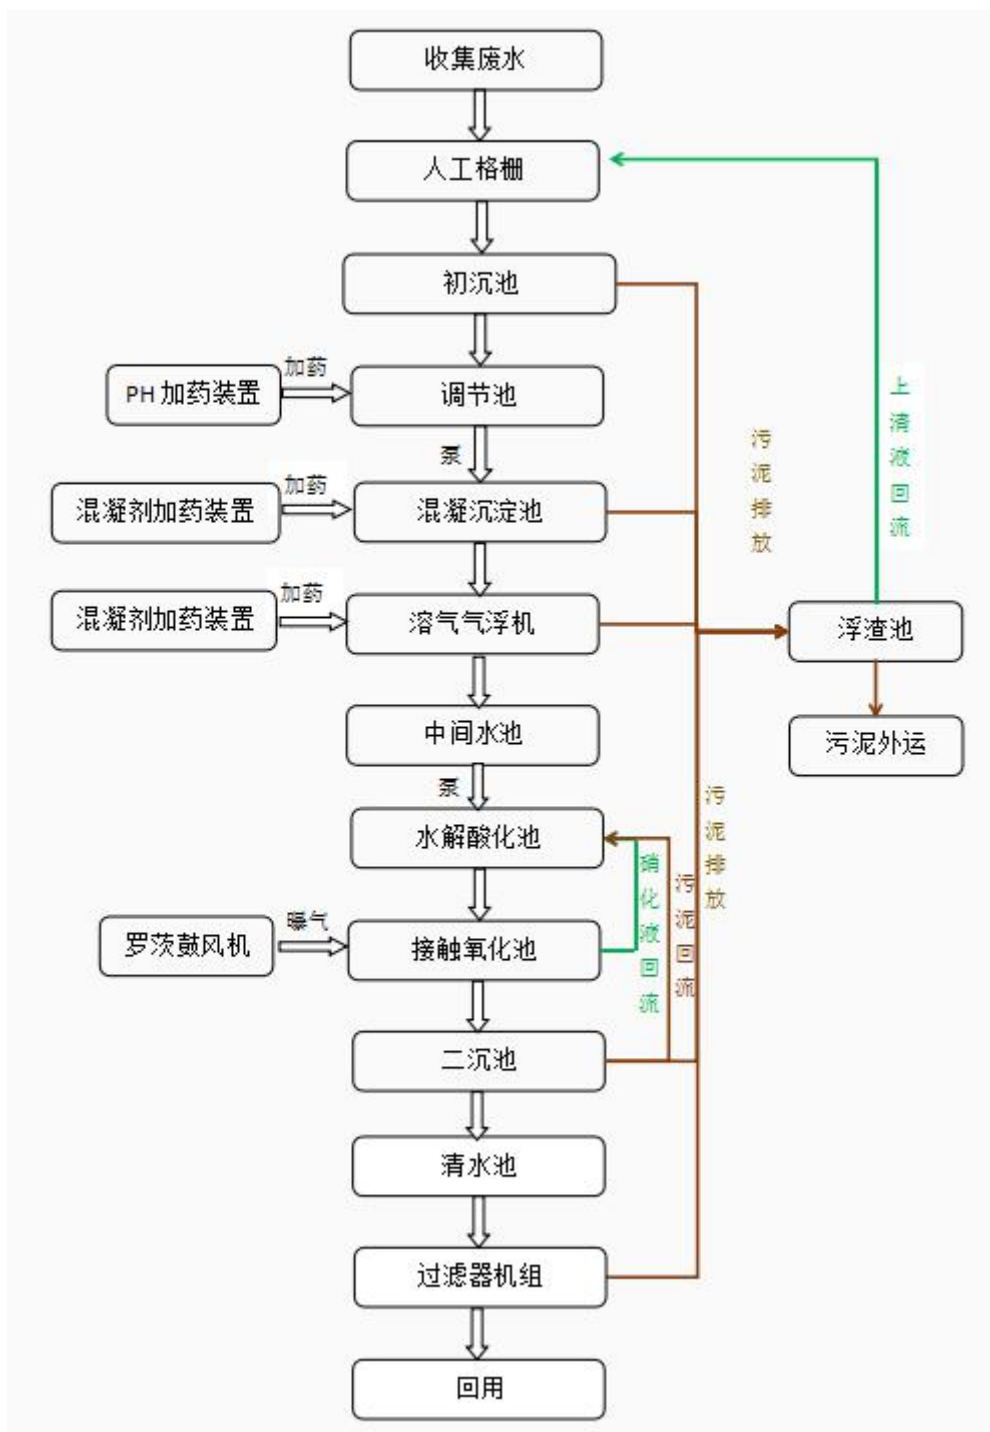 收集废水
人工格栅
初沉池
加药
PH 加药装置
调节池
泵
上清液回流
污泥排放
加药
混凝剂加药装置
混凝沉淀池
加药
混凝剂加药装置
溶气气浮机
浮渣池
中间水池
污泥外运
泵
水解酸化池
污泥排放
硝化液回流
污泥回流
曝气
罗茨鼓风机
接触氧化池
二沉池
清水池
过滤器机组
回用